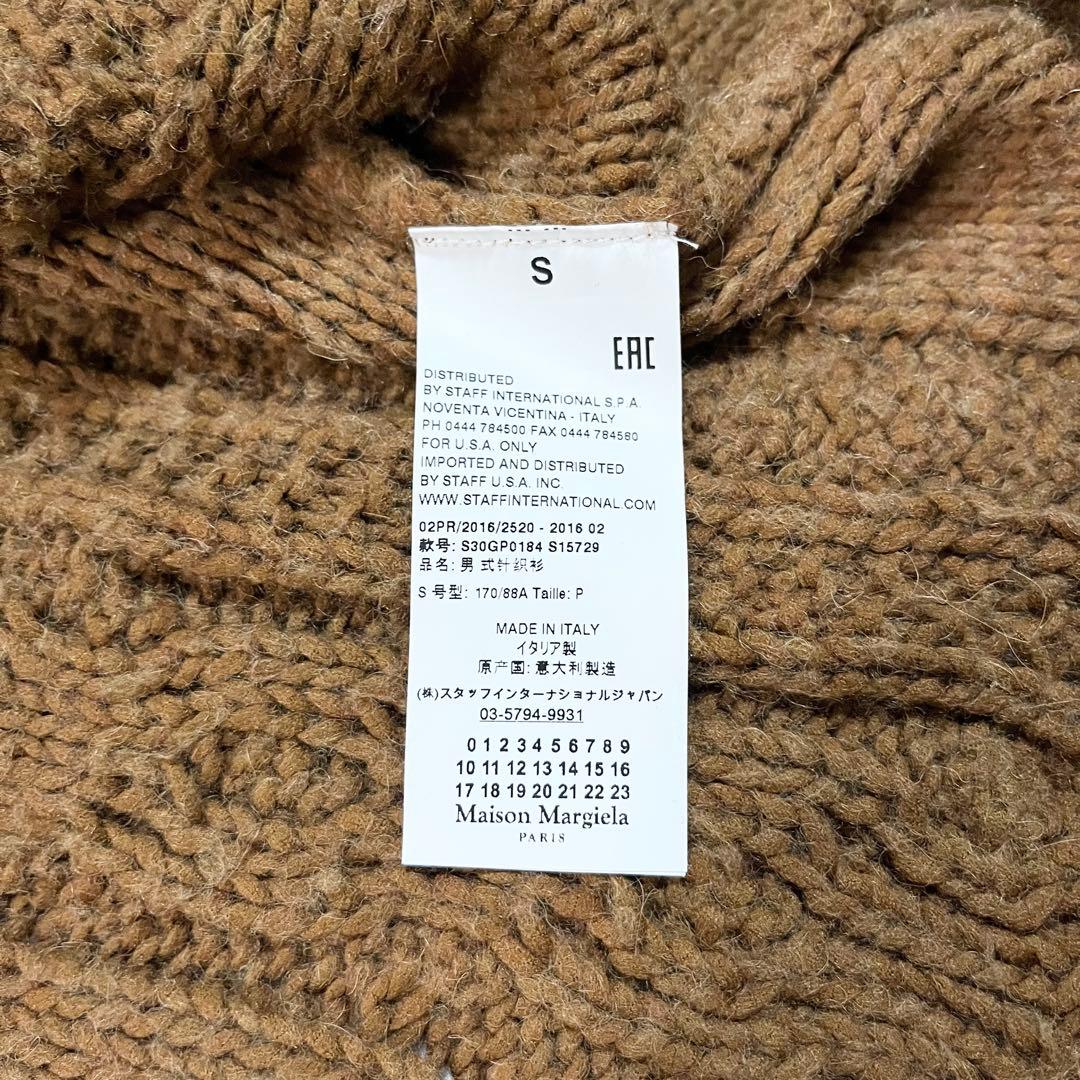 S
EAC
DISTRIBUTED
BY STAFF INTERNATIONAL S.P.A.
NOVENTA VICENTINA - ITALY
PH 0444 784500 FAX 0444 784560
FOR U.S.A. ONLY
IMPORTED AND DISTRIBUTED
BY STAFF U.S.A. INC.
WWW.STAFFINTERNATIONAL.COM
02PR/2016/2520 - 2016 02
款号: S30GP0184 S15729
品名: 男 式针织衫
S 号型: 170/88A Taille: P
MADE IN ITALY
イタリア製
原产国: 意大利製造
(株)スタッフインターナショナルジャパン
03-5794-9931
0 1 2 3 4 5 6 7 8 9
10 11 12 13 14 15 16
17 18 19 20 21 22 23
Maison Margiela
PARIS